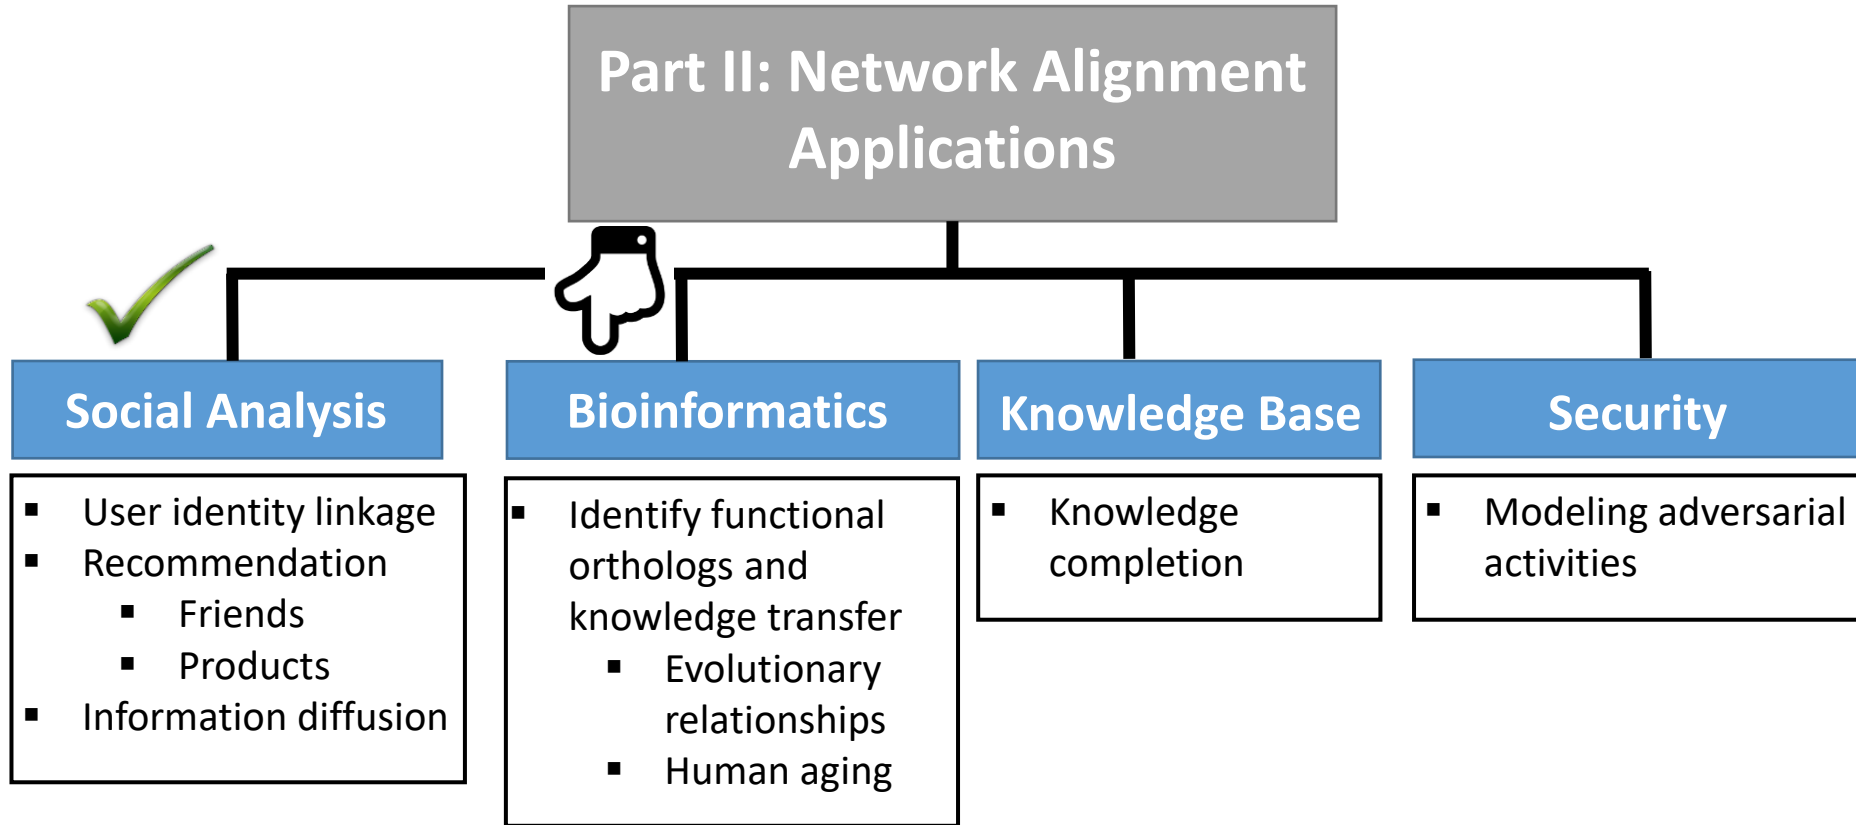 Part II: Network Alignment
Applications
Social Analysis
▪ User identity linkage
▪ Recommendation
▪ Friends
▪ Products
▪ Information diffusion
Bioinformatics
▪ Identify functional
orthologs and
knowledge transfer
▪ Evolutionary
relationships
▪ Human aging
Knowledge Base
▪ Knowledge
completion
Security
▪ Modeling adversarial
activities